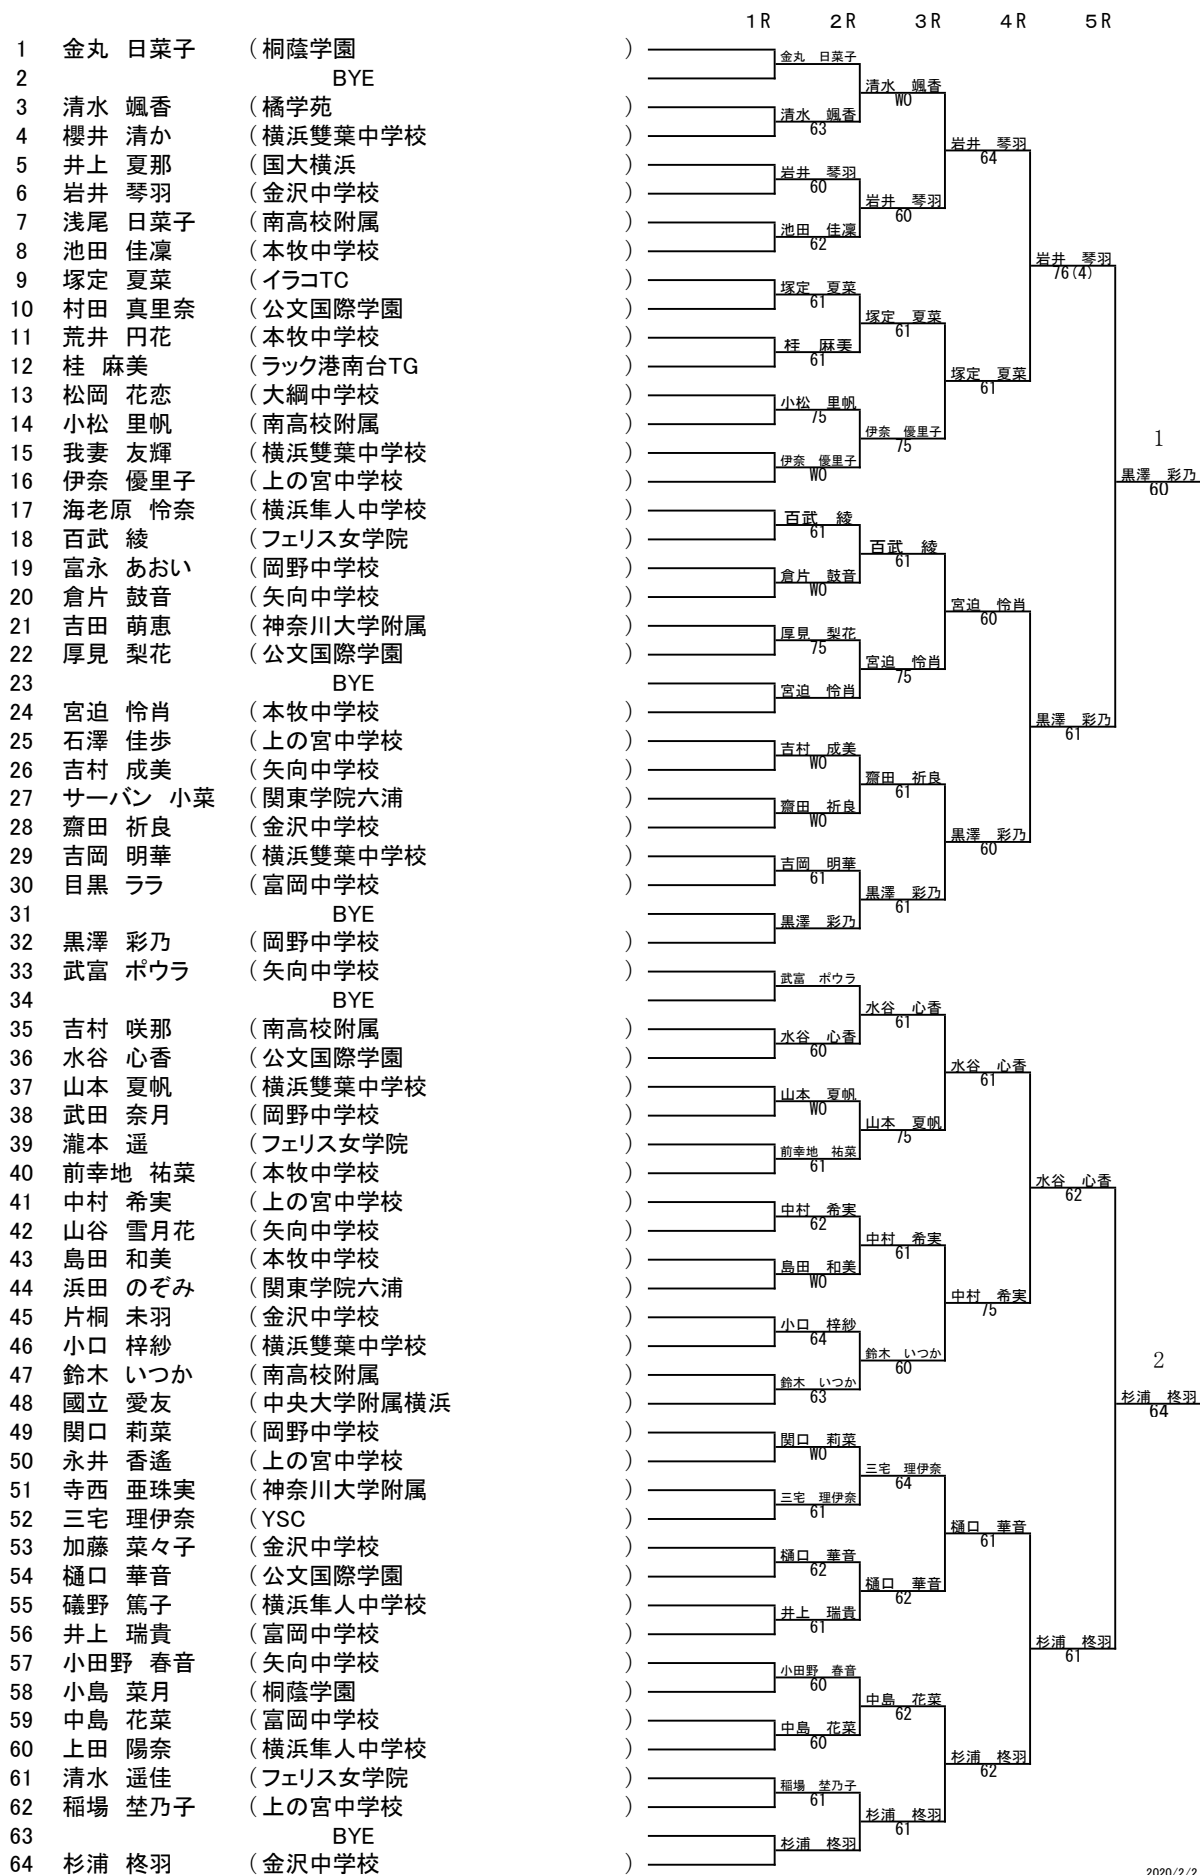 1R 2R 3R 4R 5R
1 金丸 日菜子 (桐蔭学園 )
金丸 日菜子
2 BYE
清水 颯香
WO
3 清水 颯香 (橘学苑 )
清水 颯香
63
4 櫻井 清か (横浜雙葉中学校 )
岩井 琴羽
64
5 井上 夏那 (国大横浜 )
岩井 琴羽
60
6 岩井 琴羽 (金沢中学校 )
岩井 琴羽
60
7 浅尾 日菜子 (南高校附属 )
池田 佳凜
62
8 池田 佳凜 (本牧中学校 )
岩井 琴羽
76(4)
9 塚定 夏菜 (イラコTC )
塚定 夏菜
61
10 村田 真里奈 (公文国際学園 )
塚定 夏菜
61
11 荒井 円花 (本牧中学校 )
桂 麻美
61
12 桂 麻美 (ラック港南台TG )
塚定 夏菜
61
13 松岡 花恋 (大綱中学校 )
小松 里帆
75
14 小松 里帆 (南高校附属 )
伊奈 優里子
75
15 我妻 友輝 (横浜雙葉中学校 )
伊奈 優里子
WO
16 伊奈 優里子 (上の宮中学校 )
1
黒澤 彩乃
60
17 海老原 怜奈 (横浜隼人中学校 )
百武 綾
61
18 百武 綾 (フェリス女学院 )
百武 綾
61
19 富永 あおい (岡野中学校 )
倉片 鼓音
WO
20 倉片 鼓音 (矢向中学校 )
宮迫 怜肖
60
21 吉田 萌恵 (神奈川大学附属 )
厚見 梨花
75
22 厚見 梨花 (公文国際学園 )
宮迫 怜肖
75
23 BYE
)
宮迫 怜肖
24 宮迫 怜肖 (本牧中学校 )
黒澤 彩乃
61
25 石澤 佳歩 (上の宮中学校 )
吉村 成美
WO
26 吉村 成美 (矢向中学校 )
齋田 祈良
61
27 サーバン 小菜 (関東学院六浦 )
齋田 祈良
WO
28 齋田 祈良 (金沢中学校 )
黒澤 彩乃
60
29 吉岡 明華 (横浜雙葉中学校 )
吉岡 明華
61
30 目黒 ララ (富岡中学校 )
黒澤 彩乃
61
31 BYE
黒澤 彩乃
32 黒澤 彩乃 (岡野中学校 )
33 武富 ポウラ (矢向中学校 )
武富 ポウラ
34 BYE
水谷 心香
61
35 吉村 咲那 (南高校附属 )
水谷 心香
60
36 水谷 心香 (公文国際学園 )
水谷 心香
61
37 山本 夏帆 (横浜雙葉中学校 )
山本 夏帆
WO
38 武田 奈月 (岡野中学校 )
山本 夏帆
75
39 瀧本 遥 (フェリス女学院 )
前幸地 祐菜
61
40 前幸地 祐菜 (本牧中学校 )
水谷 心香
62
41 中村 希実 (上の宮中学校 )
中村 希実
62
42 山谷 雪月花 (矢向中学校 )
中村 希実
61
43 島田 和美 (本牧中学校 )
島田 和美
WO
44 浜田 のぞみ (関東学院六浦 )
中村 希実
75
45 片桐 未羽 (金沢中学校 )
小口 梓紗
64
46 小口 梓紗 (横浜雙葉中学校 )
鈴木 いつか
60
47 鈴木 いつか (南高校附属 )
鈴木 いつか
63
48 國立 愛友 (中央大学附属横浜 )
2
杉浦 柊羽
64
49 関口 莉菜 (岡野中学校 )
関口 莉菜
WO
50 永井 香遙 (上の宮中学校 )
三宅 理伊奈
64
51 寺西 亜珠実 (神奈川大学附属 )
三宅 理伊奈
61
52 三宅 理伊奈 (YSC )
樋口 華音
61
53 加藤 菜々子 (金沢中学校 )
樋口 華音
62
54 樋口 華音 (公文国際学園 )
樋口 華音
62
55 礒野 篤子 (横浜隼人中学校 )
井上 瑞貴
61
56 井上 瑞貴 (富岡中学校 )
杉浦 柊羽
61
57 小田野 春音 (矢向中学校 )
小田野 春音
60
58 小島 菜月 (桐蔭学園 )
中島 花菜
62
59 中島 花菜 (富岡中学校 )
中島 花菜
60
60 上田 陽奈 (横浜隼人中学校 )
杉浦 柊羽
62
61 清水 遥佳 (フェリス女学院 )
稲場 埜乃子
61
62 稲場 埜乃子 (上の宮中学校 )
杉浦 柊羽
61
63 BYE
杉浦 柊羽
64 杉浦 柊羽 (金沢中学校 )
2020/2/2